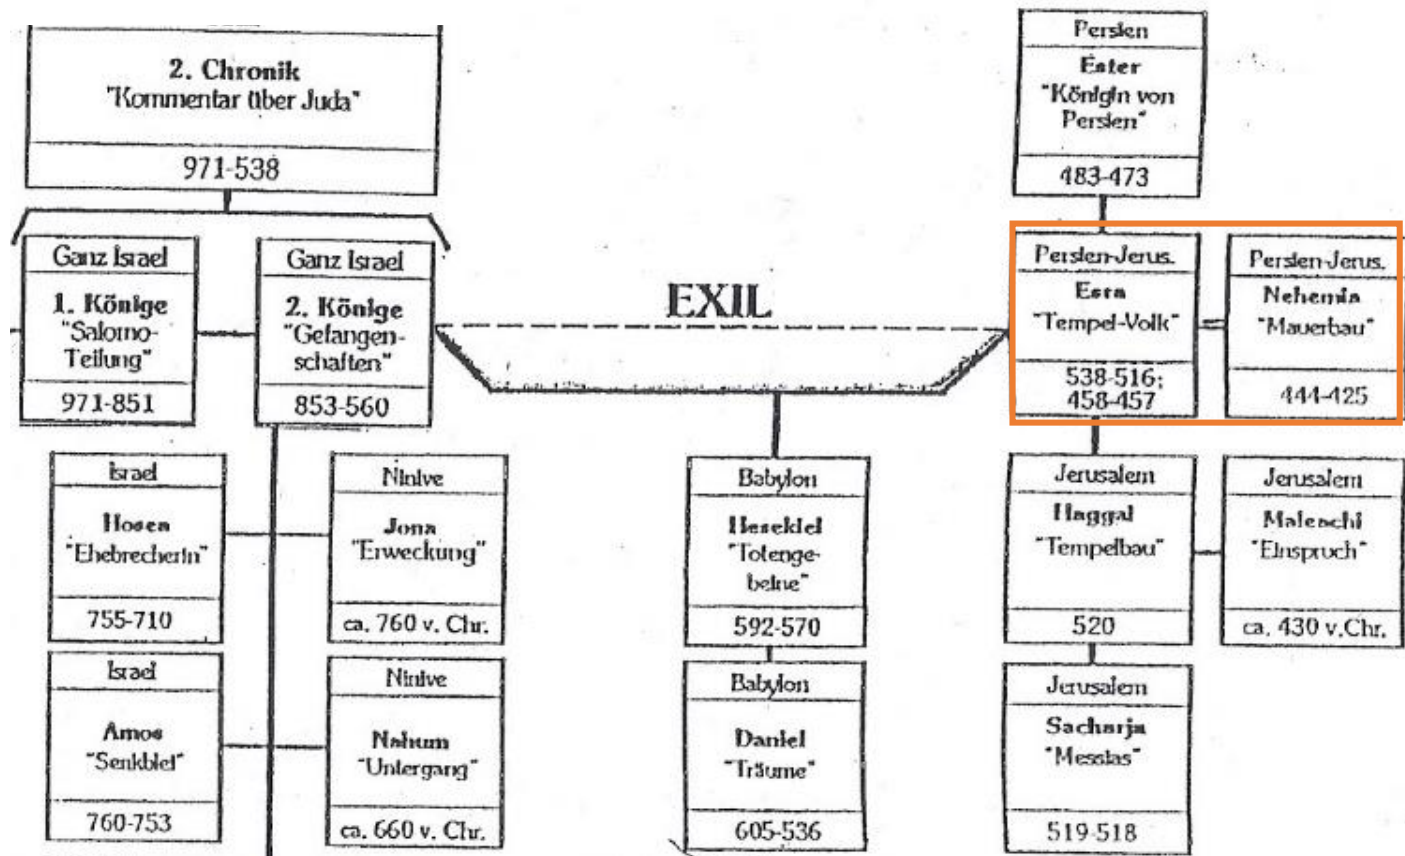 2. Chronik
"Kommentar über Juda"
971-538
Ganz Israel
1. Könige
"Salomo-
Teilung"
971-851
Ganz Israel
2. Könige
"Gefangen-
schaften"
853-560
EXIL
Persien
Ester
"Königin von
Persien"
483-473
Persien-Jerus.
Esra
"Tempel-Volk"
538-516;
458-457
Persien-Jerus.
Nehemia
"Mauerbau"
444-425
Israel
Hosea
"Ehebrecherin"
755-710
Ninive
Jona
"Erweckung"
ca. 760 v. Chr.
Babylon
Hesekiel
"Totenge-
beine"
592-570
Jerusalem
Haggai
"Tempelbau"
520
Jerusalem
Maleachi
"Einspruch"
ca. 430 v.Chr.
Israel
Amos
"Senkblei"
760-753
Ninive
Nahum
"Untergang"
ca. 660 v. Chr.
Babylon
Daniel
"Träume"
605-536
Jerusalem
Sacharja
"Messias"
519-518